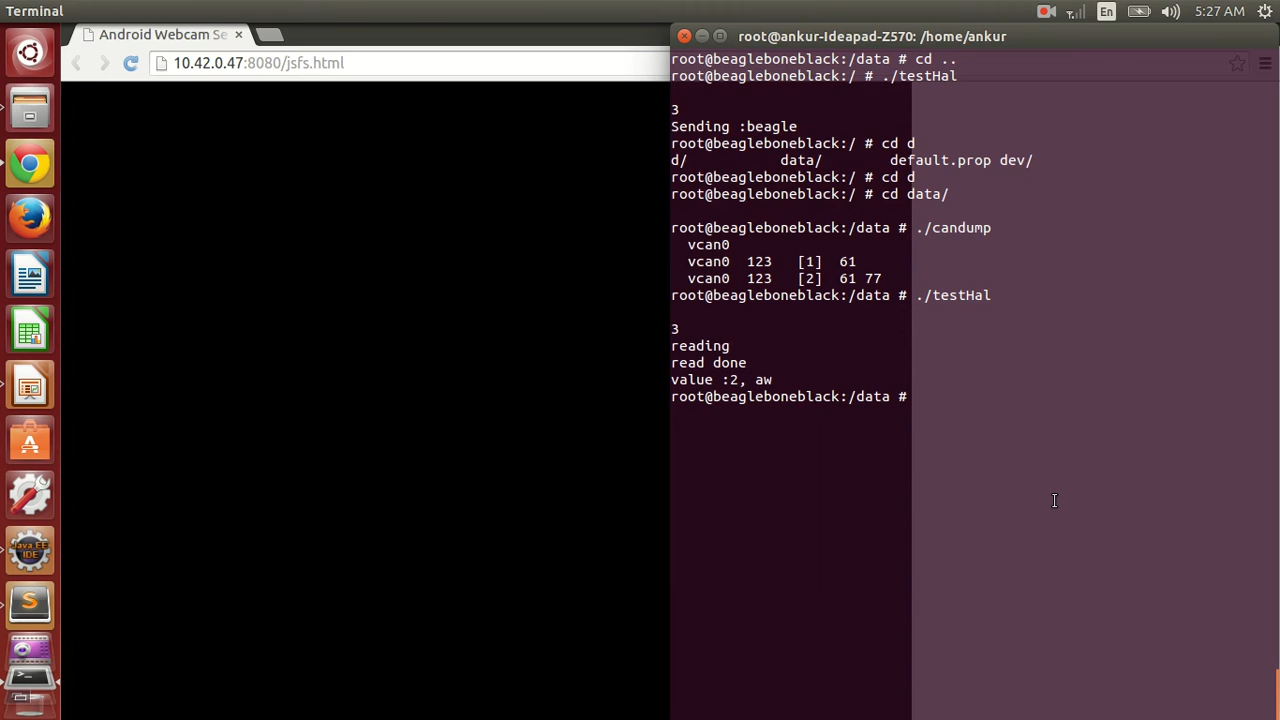 Terminal
En
5:27 AM
Android Webcam Se
10.42.0.47:8080/jsfs.html
root@ankur-Ideapad-Z570: /home/ankur
root@beagleboneblack:/data # cd ..
root@beagleboneblack:/ # ./testHal
3
Sending :beagle
root@beagleboneblack:/ # cd d
d/ data/ default.prop dev/
root@beagleboneblack:/ # cd d
root@beagleboneblack:/ # cd data/
root@beagleboneblack:/data # ./candump
vcan0
vcan0 123 [1] 61
vcan0 123 [2] 61 77
root@beagleboneblack:/data # ./testHal
3
reading
read done
value :2, aw
root@beagleboneblack:/data #
Java EE
IDE